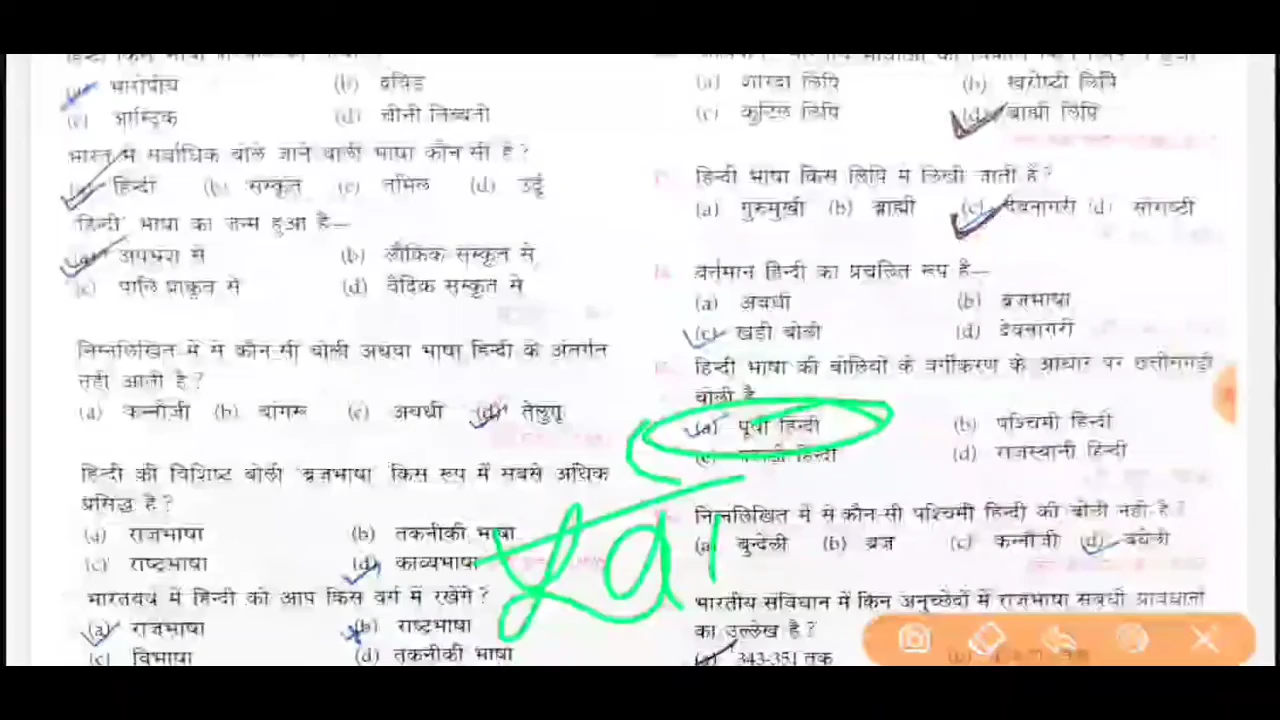 (a) भारोपीय (b) द्रविड़
(c) आस्ट्रिक (d) चीनी तिब्बती
भारत में सर्वाधिक बोले जाने वाली भाषा कौन सी है?
(a) हिन्दी (b) संस्कृत (c) तमिल (d) उर्दू
'हिन्दी' भाषा का जन्म हुआ है—
(a) अपभ्रंश से (b) लौकिक संस्कृत से
(c) पालि प्राकृत से (d) वैदिक संस्कृत से
निम्नलिखित में से कौन-सी बोली अथवा भाषा हिन्दी के अंतर्गत
नहीं आती है?
(a) कन्नौजी (b) बांगरू (c) अवधी (d) तेलुगू
हिन्दी की विशिष्ट बोली 'ब्रजभाषा' किस रूप में सबसे अधिक
प्रसिद्ध है?
(a) राजभाषा (b) तकनीकी भाषा
(c) राष्ट्रभाषा (d) काव्यभाषा
भारतवर्ष में हिन्दी को आप किस वर्ग में रखेंगे?
(a) राजभाषा (b) राष्ट्रभाषा
(c) विभाषा (d) तकनीकी भाषा
(a) शारदा लिपि (b) खरोष्ठी लिपि
(c) कुटिल लिपि (d) ब्राह्मी लिपि
हिन्दी भाषा किस लिपि में लिखी जाती है?
(a) गुरुमुखी (b) ब्राह्मी (c) देवनागरी (d) सौराष्ट्री
वर्तमान हिन्दी का प्रचलित रूप है—
(a) अवधी (b) ब्रजभाषा
(c) खड़ी बोली (d) देवनागरी
हिन्दी भाषा की बोलियों के वर्गीकरण के आधार पर छत्तीसगढ़ी
बोली है
(a) पूर्वी हिन्दी (b) पश्चिमी हिन्दी
(c) हिन्दी (d) राजस्थानी हिन्दी
निम्नलिखित में से कौन-सी पश्चिमी हिन्दी की बोली नहीं है?
(a) बुन्देली (b) ब्रज (c) कन्नौजी (d) बघेली
भारतीय संविधान में किन अनुच्छेदों में राजभाषा संबंधी प्रावधानों
का उल्लेख है?
(a) 343-351 तक